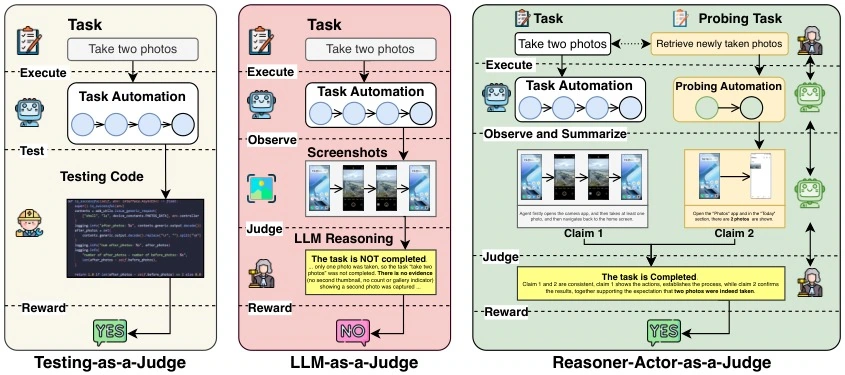 Task
Take two photos
Execute
Task Automation
Test
Testing Code
Reward
YES
Testing-as-a-Judge
Task
Take two photos
Execute
Task Automation
Observe
Screenshots
Judge
LLM Reasoning
The task is NOT completed
... only one photo was taken, so the task "take two
photos" was not completed. There is no evidence
(no second thumbnail, no count or gallery indicator)
showing a second photo was captured ...
Reward
NO
LLM-as-a-Judge
Task
Probing Task
Take two photos
Retrieve newly taken photos
Execute
Task Automation
Probing Automation
Observe and Summarize
Agent firstly opens the camera app, and then takes at least one
photo, and then navigates back to the home screen.
Open the "Photos" app and in the "Today"
section, there are 2 photos are shown.
Claim 1
Claim 2
Judge
The task is Completed
Claim 1 and 2 are consistent, claim 1 shows the actions, establishes the process, while claim 2 confirms
the results, together supporting the expectation that two photos were indeed taken.
Reward
YES
Reasoner-Actor-as-a-Judge